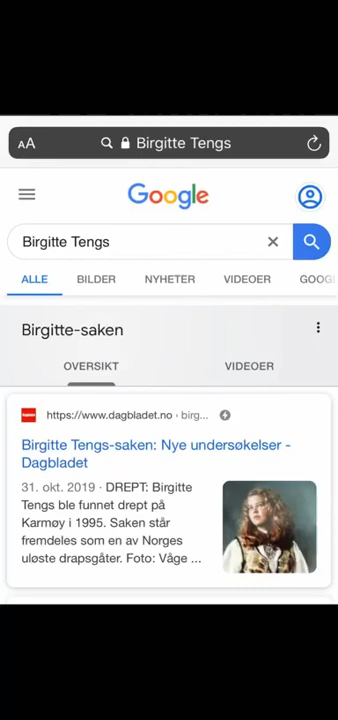 AA Birgitte Tengs
Google
Birgitte Tengs
ALLE BILDER NYHETER VIDEOER GOOG
Birgitte-saken
OVERSIKT VIDEOER
https://www.dagbladet.no › birg...
Birgitte Tengs-saken: Nye undersøkelser -
Dagbladet
31. okt. 2019 · DREPT: Birgitte
Tengs ble funnet drept på
Karmøy i 1995. Saken står
fremdeles som en av Norges
uløste drapsgåter. Foto: Våge ...